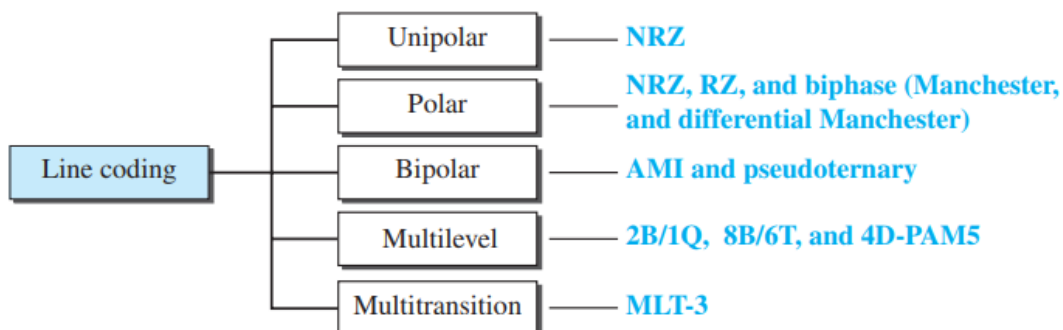 Unipolar NRZ
Polar NRZ, RZ, and biphase (Manchester,
and differential Manchester)
Line coding Bipolar AMI and pseudoternary
Multilevel 2B/1Q, 8B/6T, and 4D-PAM5
Multitransition MLT-3